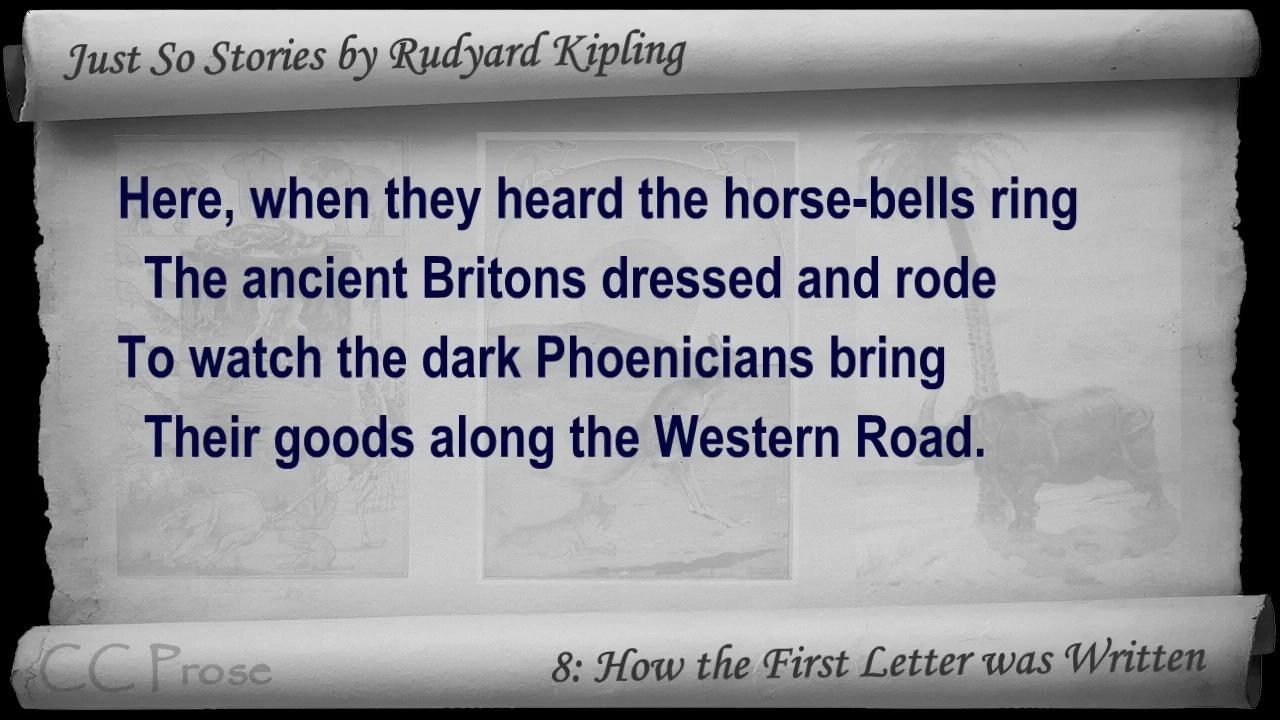 Just So Stories by Rudyard Kipling
Here, when they heard the horse-bells ring
The ancient Britons dressed and rode
To watch the dark Phoenicians bring
Their goods along the Western Road.
CC Prose
8: How the First Letter was Written